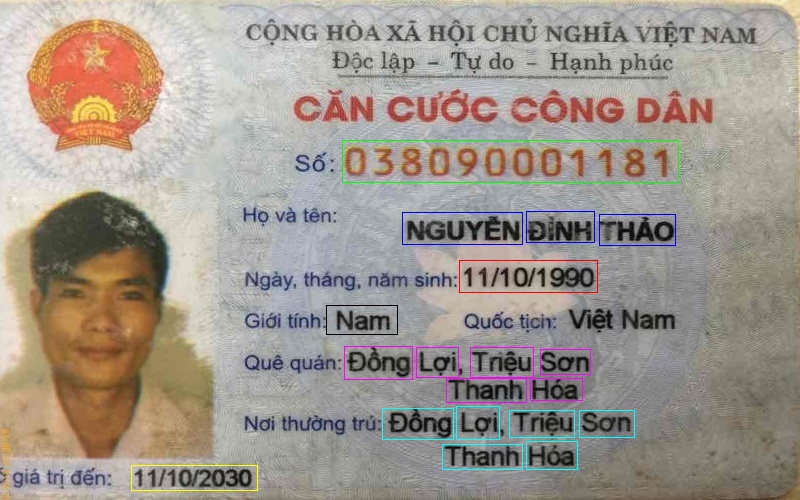 CỘNG HÒA XÃ HỘI CHỦ NGHĨA VIỆT NAM
Độc lập - Tự do - Hạnh phúc
CĂN CƯỚC CÔNG DÂN
Số: 038090001181
Họ và tên:
NGUYỄN ĐÌNH THẢO
Ngày, tháng, năm sinh: 11/10/1990
Giới tính: Nam Quốc tịch: Việt Nam
Quê quán: Đồng Lợi, Triệu Sơn
Thanh Hóa
Nơi thường trú: Đồng Lợi, Triệu Sơn
Thanh Hóa
giá trị đến: 11/10/2030